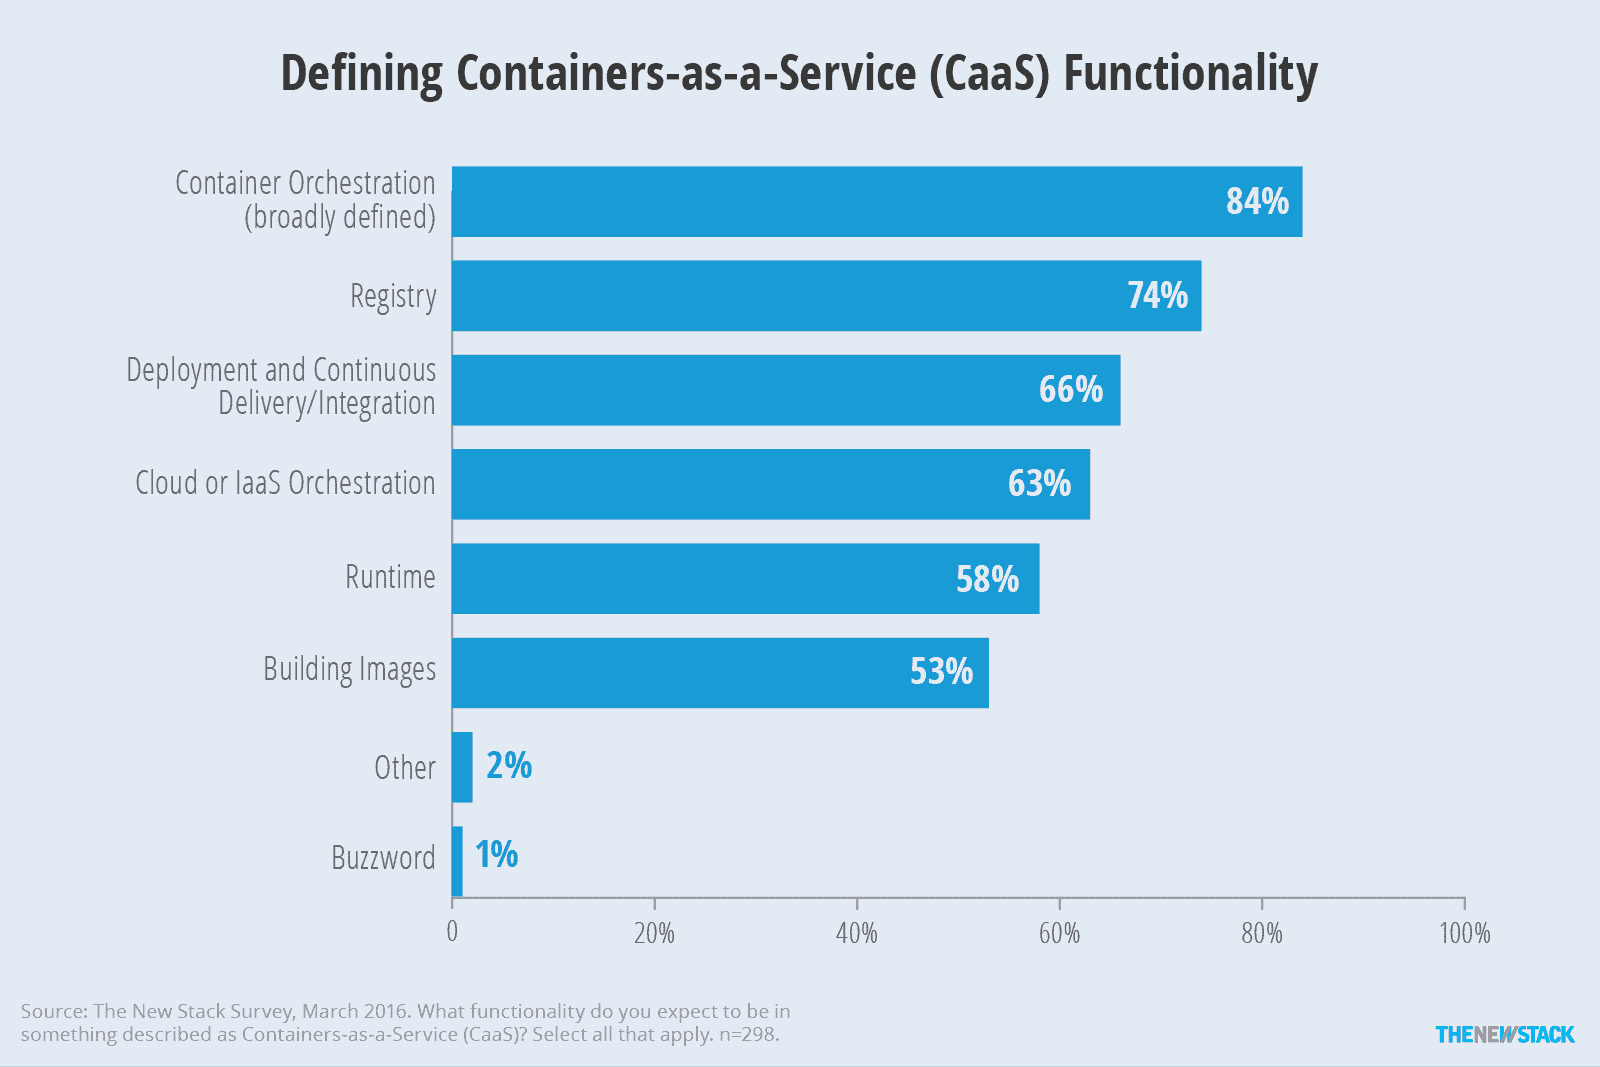 Defining Containers-as-a-Service (CaaS) Functionality
Container Orchestration
(broadly defined)
84%
Registry
74%
Deployment and Continuous
Delivery/Integration
66%
Cloud or IaaS Orchestration
63%
Runtime
58%
Building Images
53%
Other
2%
Buzzword
1%
0 20% 40% 60% 80% 100%
Source: The New Stack Survey, March 2016. What functionality do you expect to be in
something described as Containers-as-a-Service (CaaS)? Select all that apply. n=298.
THENEWSTACK